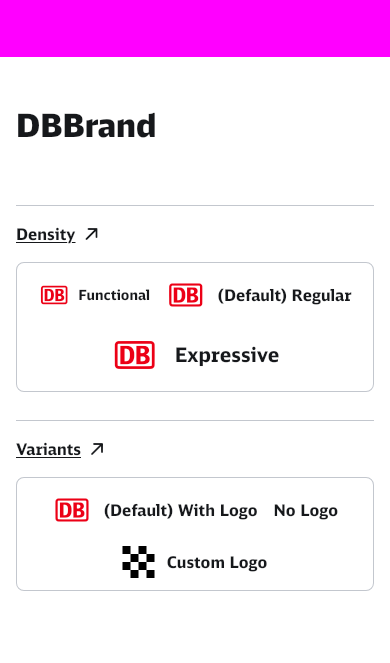 DBBrand
Density
DB Functional DB (Default) Regular
DB Expressive
Variants
DB (Default) With Logo No Logo
Custom Logo